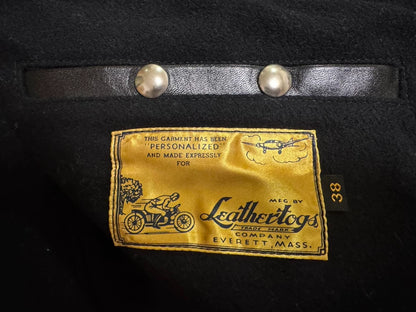 THIS GARMENT HAS BEEN
"PERSONALIZED"
AND MADE EXPRESSLY
FOR
MFG. BY
Leathertogs
TRADE MARK
COMPANY
EVERETT, MASS.
38